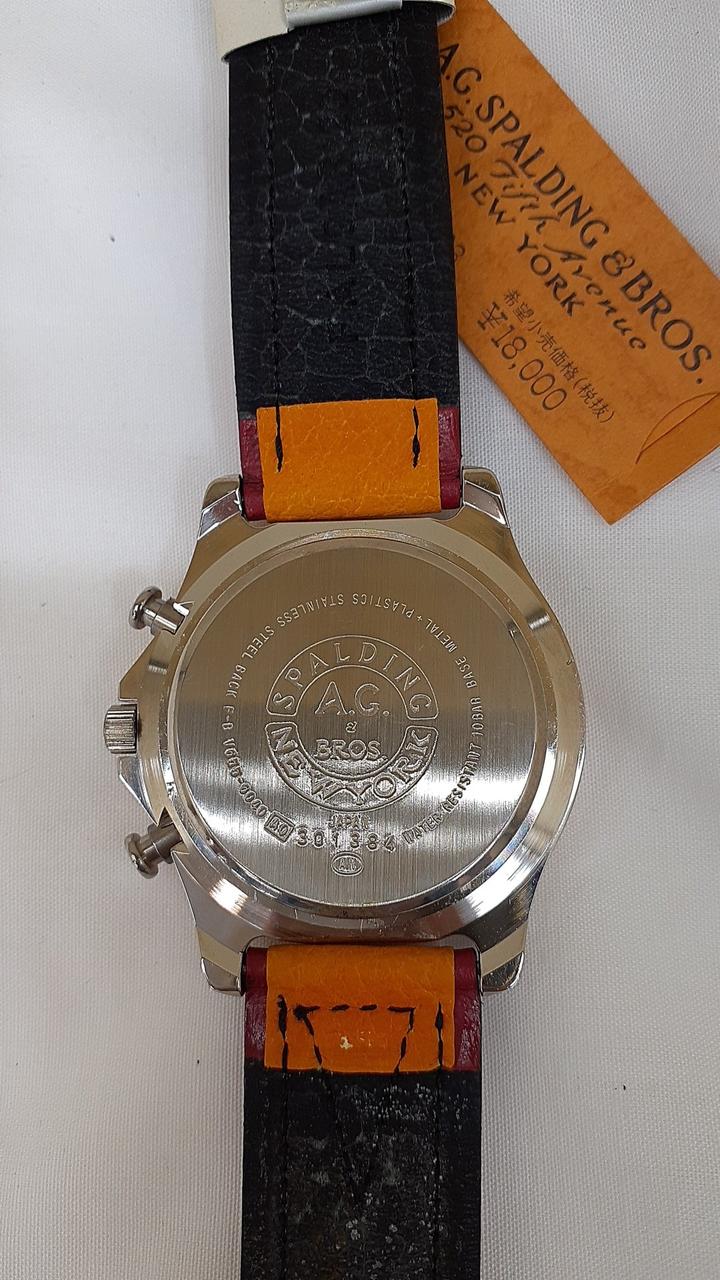 A.G. SPALDING & BROS.
520 Fifth Avenue
NEW YORK
希望小売価格(税抜)
¥18,000
BASE METAL + PLASTICS STAINLESS STEEL BACK
SPALDING
A.G.
&
BROS.
NEW YORK
JAPAN
301384
WATER RESISTANT 10BAR